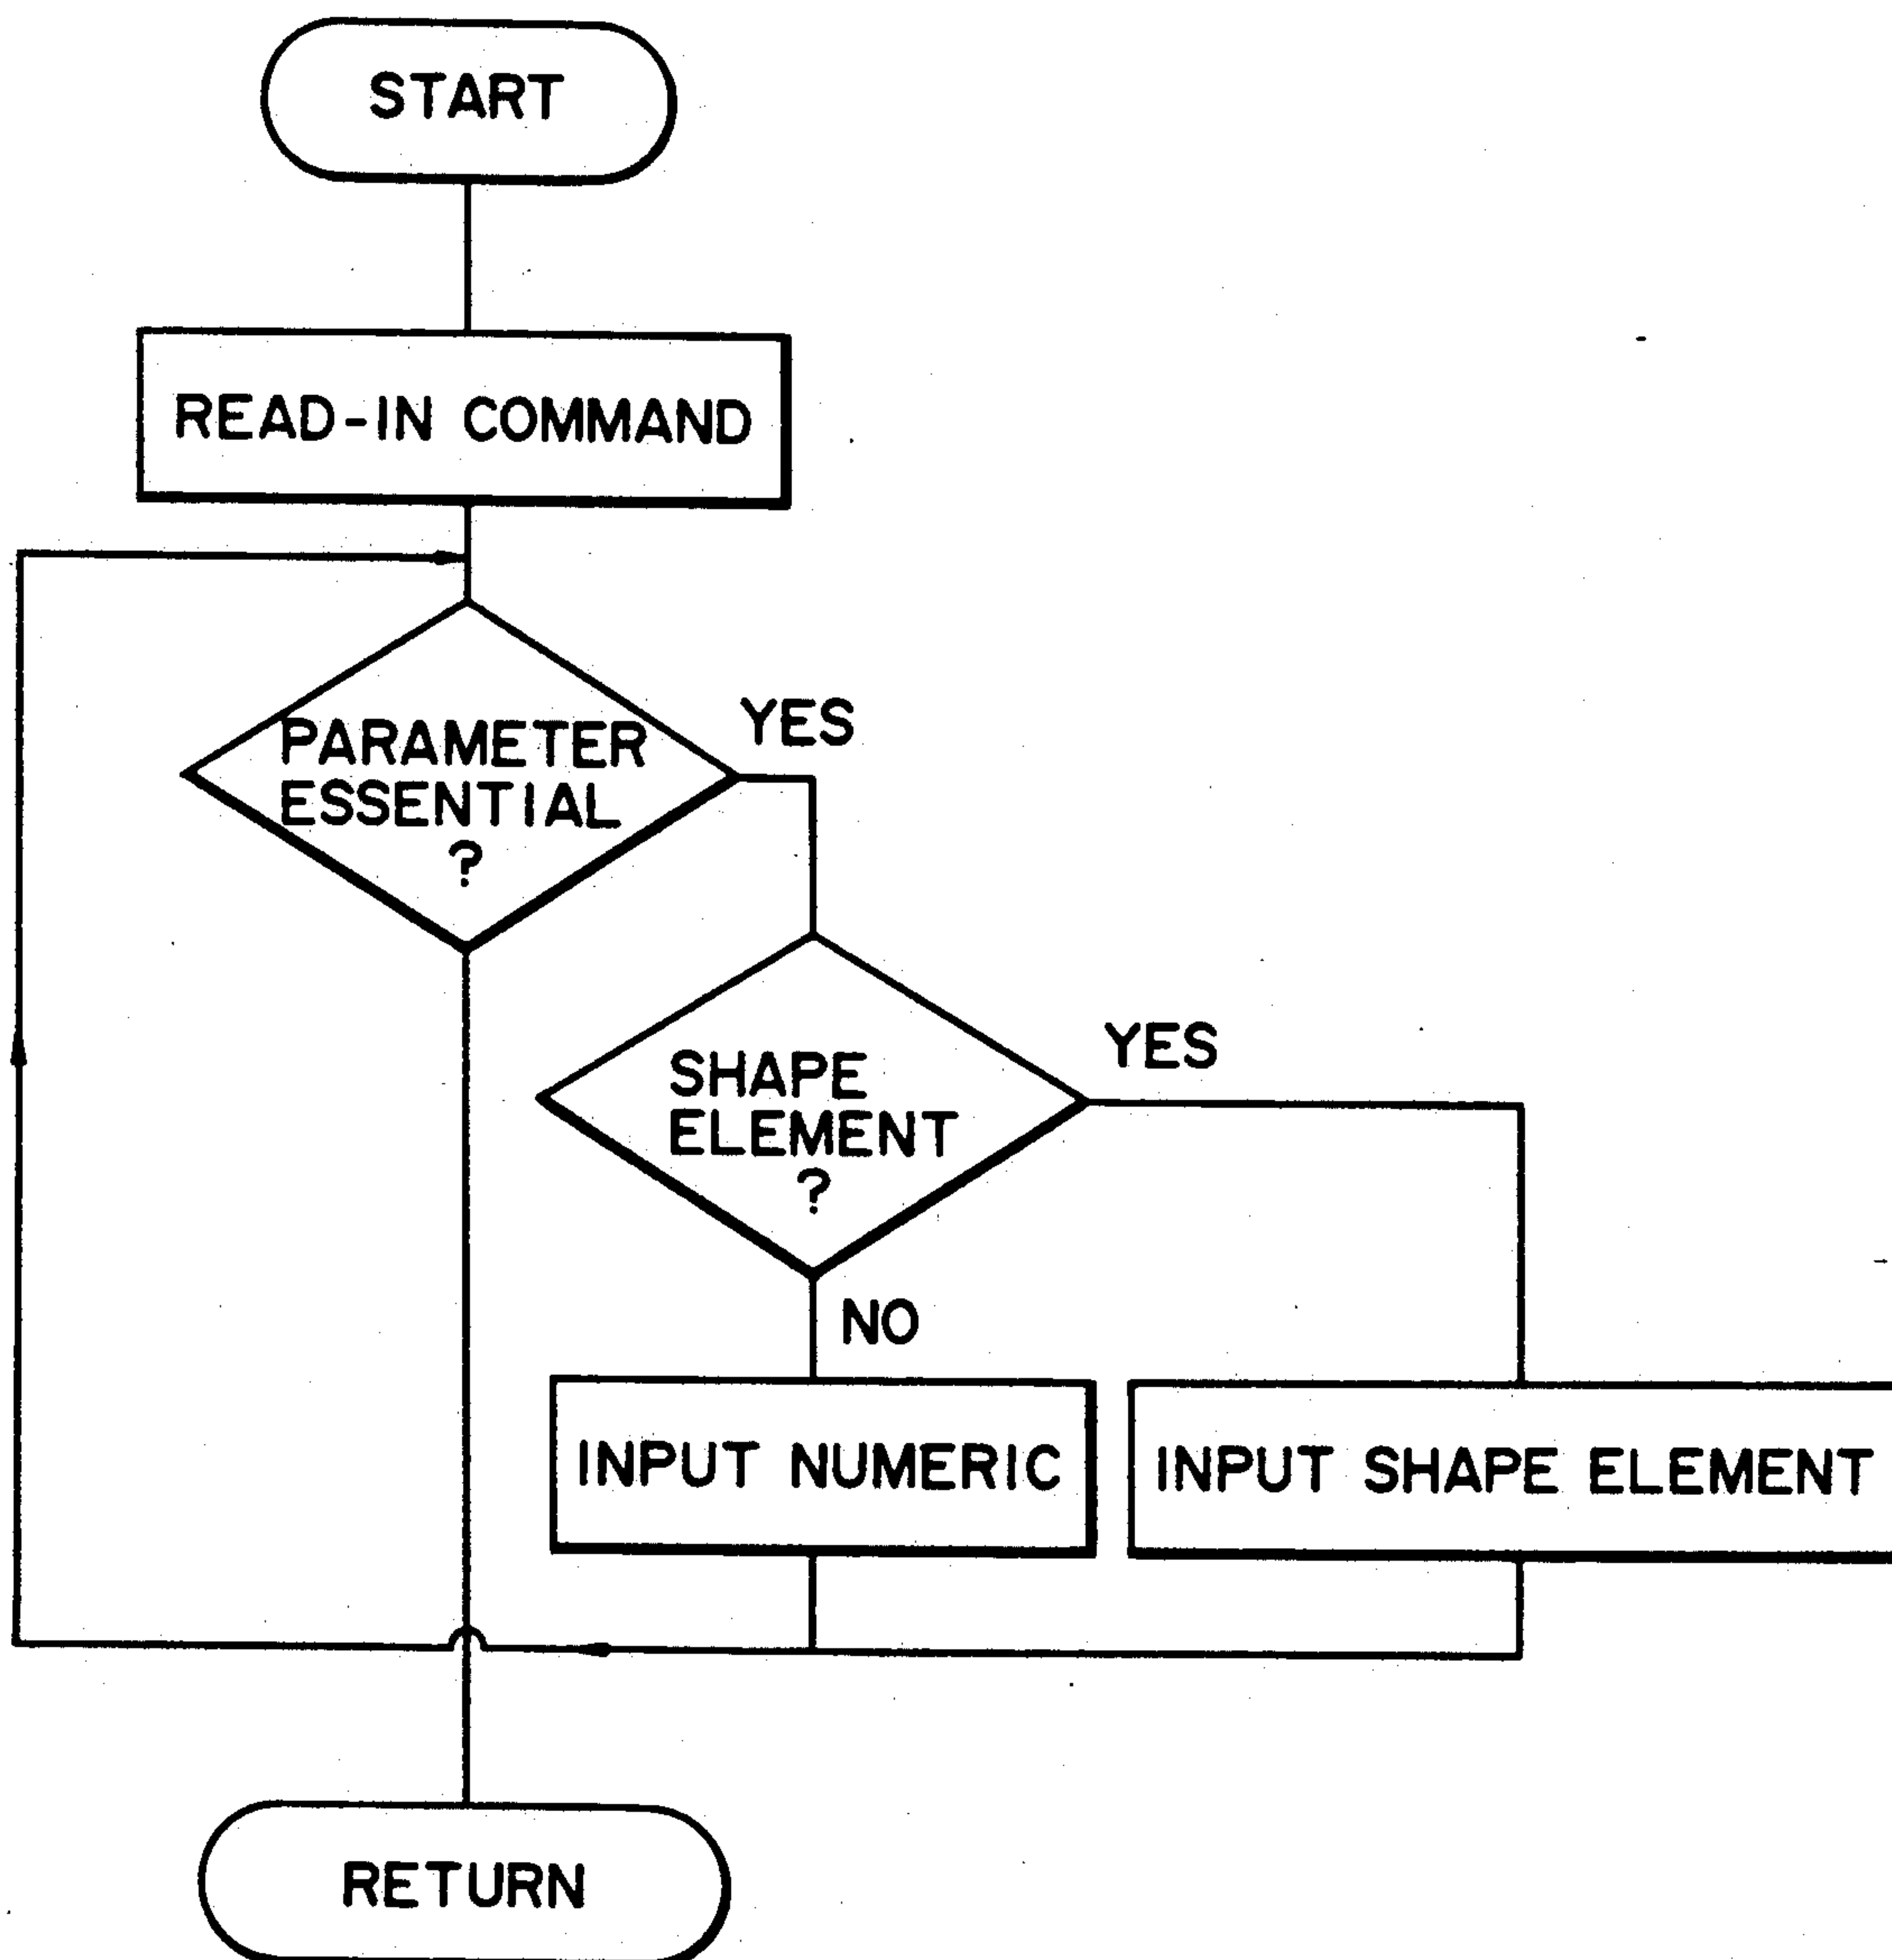 START
READ-IN COMMAND
PARAMETER
ESSENTIAL
?
YES
SHAPE
ELEMENT
?
YES
NO
INPUT NUMERIC
INPUT SHAPE ELEMENT
RETURN